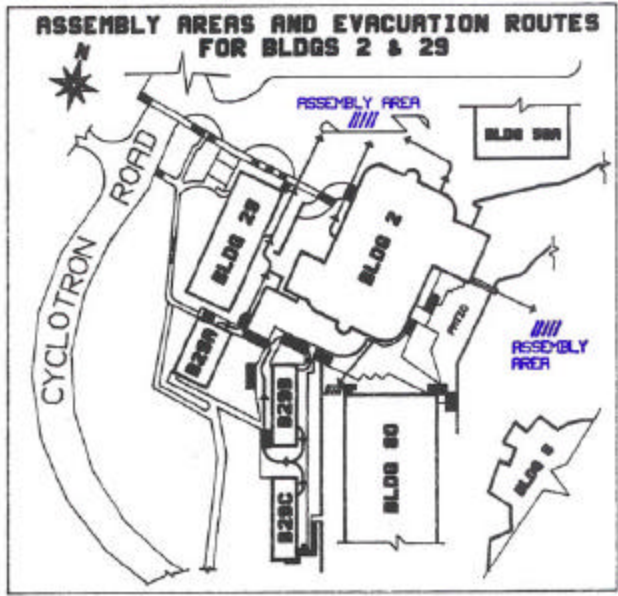 ASSEMBLY AREAS AND EVACUATION ROUTES
FOR BLDGS 2 & 29
N
ASSEMBLY AREA
BLDG 50A
CYCLOTRON ROAD
BLDG 29
BLDG 2
B29A
PATIO
ASSEMBLY
AREA
B29B
BLDG 80
BLDG 6
B29C